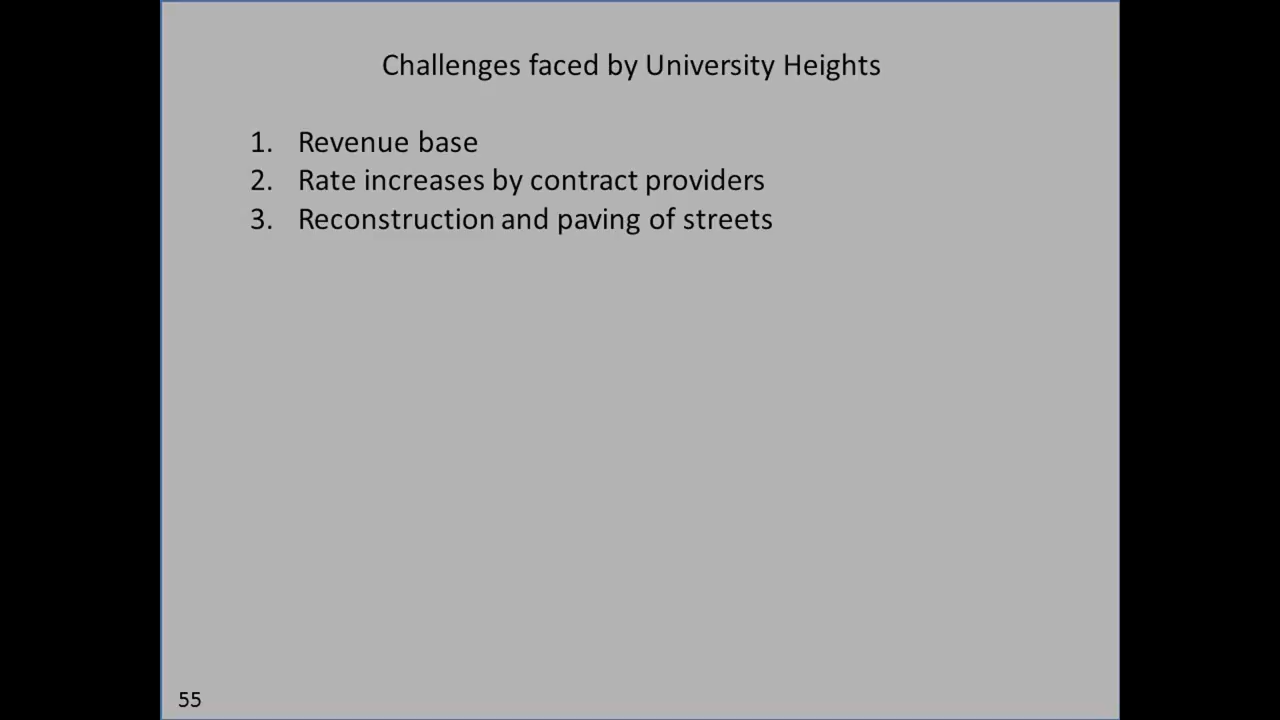 Challenges faced by University Heights
1. Revenue base
2. Rate increases by contract providers
3. Reconstruction and paving of streets
55